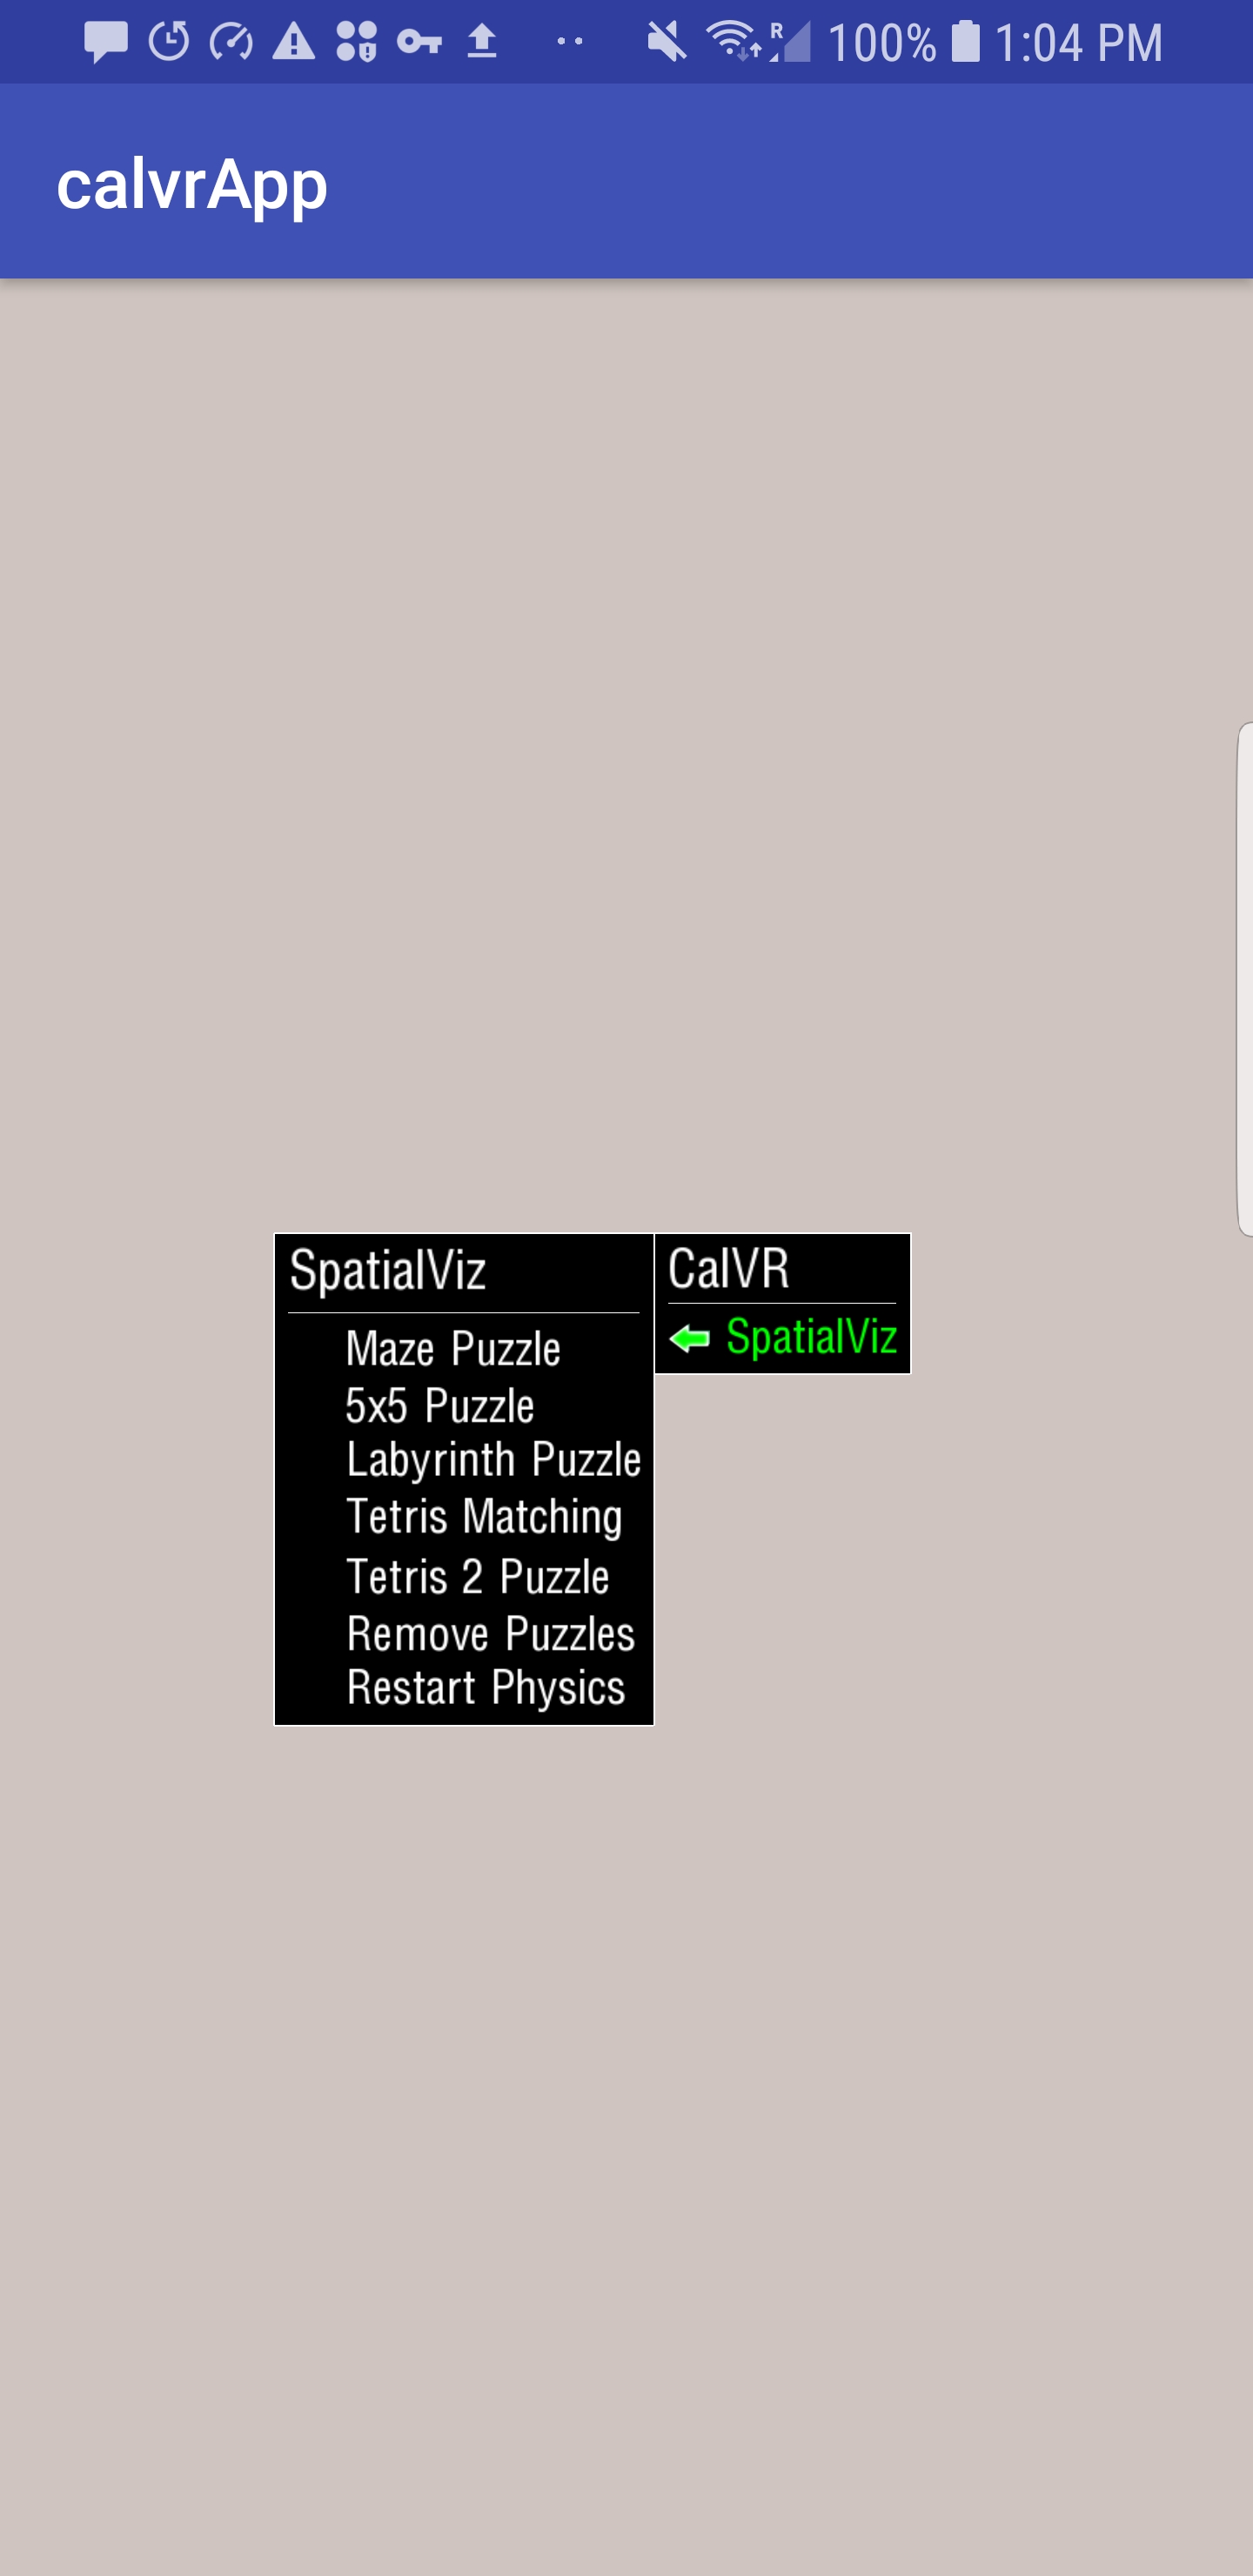 R 100% 1:04 PM
calvrApp
SpatialViz
Maze Puzzle
5x5 Puzzle
Labyrinth Puzzle
Tetris Matching
Tetris 2 Puzzle
Remove Puzzles
Restart Physics
CalVR
SpatialViz